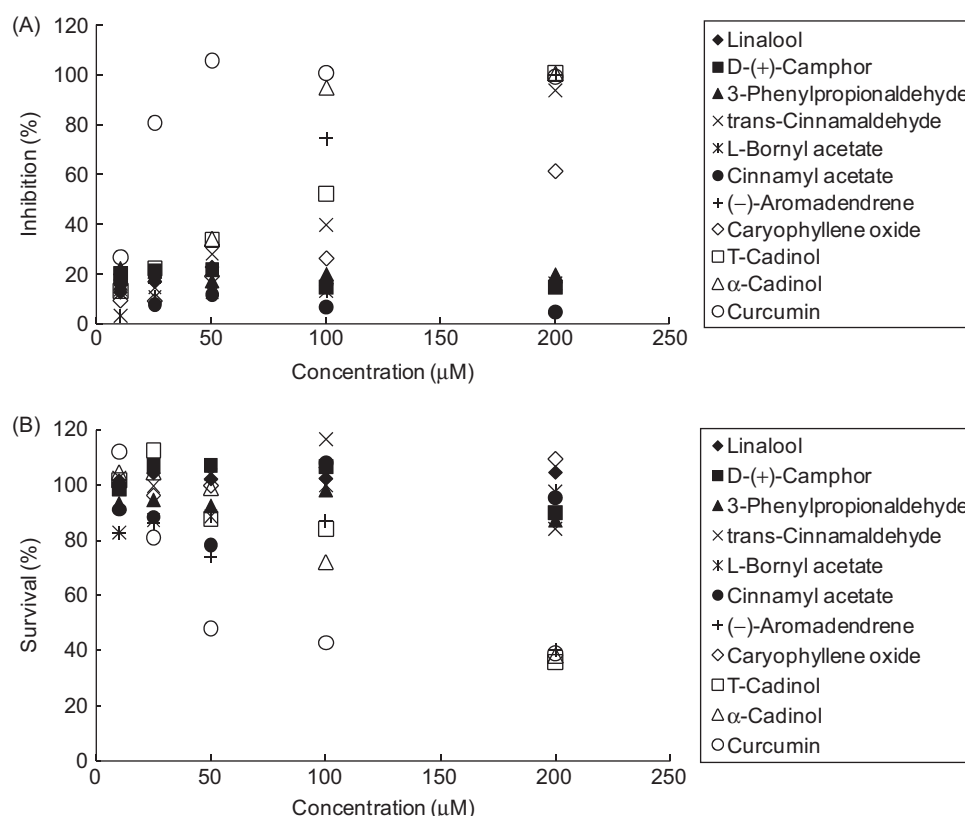 (A)
120
100
80
60
40
20
0
Inhibition (%)
0 50 100 150 200 250
Concentration (μM)
Linalool
D-(+)-Camphor
3-Phenylpropionaldehyde
trans-Cinnamaldehyde
L-Bornyl acetate
Cinnamyl acetate
(−)-Aromadendrene
Caryophyllene oxide
T-Cadinol
α-Cadinol
Curcumin
(B)
120
100
80
60
40
20
0
Survival (%)
0 50 100 150 200 250
Concentration (μM)
Linalool
D-(+)-Camphor
3-Phenylpropionaldehyde
trans-Cinnamaldehyde
L-Bornyl acetate
Cinnamyl acetate
(−)-Aromadendrene
Caryophyllene oxide
T-Cadinol
α-Cadinol
Curcumin